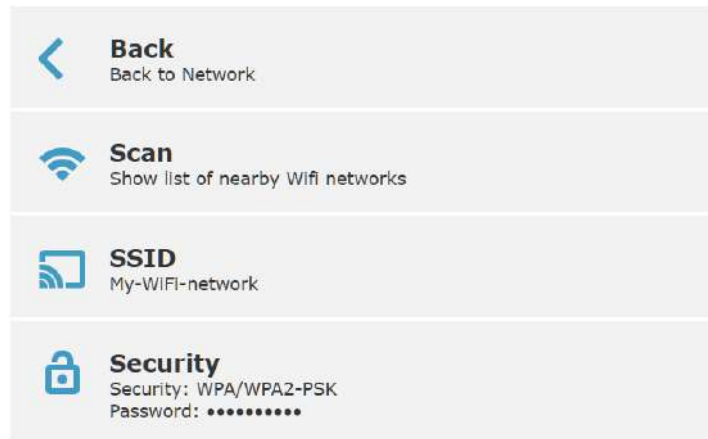 Back
Back to Network
Scan
Show list of nearby Wifi networks
SSID
My-WiFi-network
Security
Security: WPA/WPA2-PSK
Password: ••••••••••